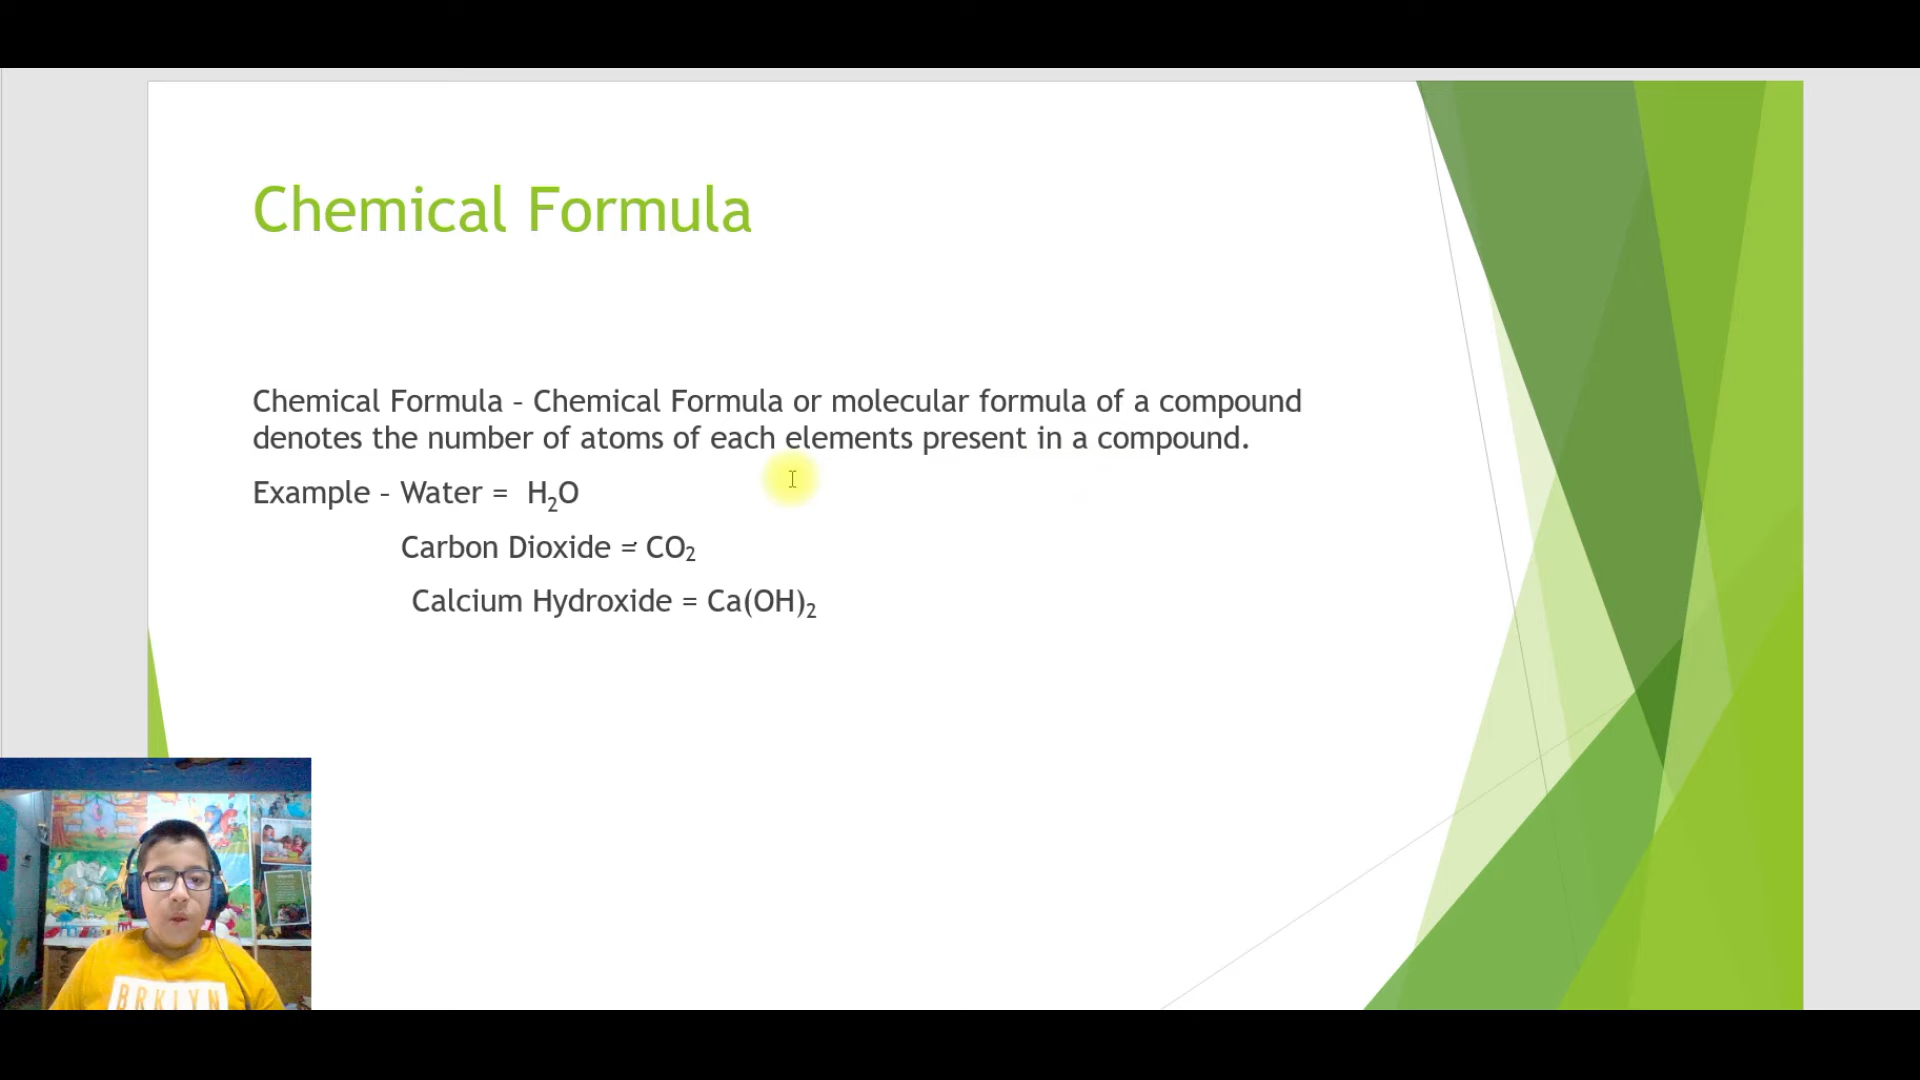 Chemical Formula
Chemical Formula – Chemical Formula or molecular formula of a compound
denotes the number of atoms of each elements present in a compound.
Example – Water = H₂O
Carbon Dioxide = CO₂
Calcium Hydroxide = Ca(OH)₂
BRKLYN